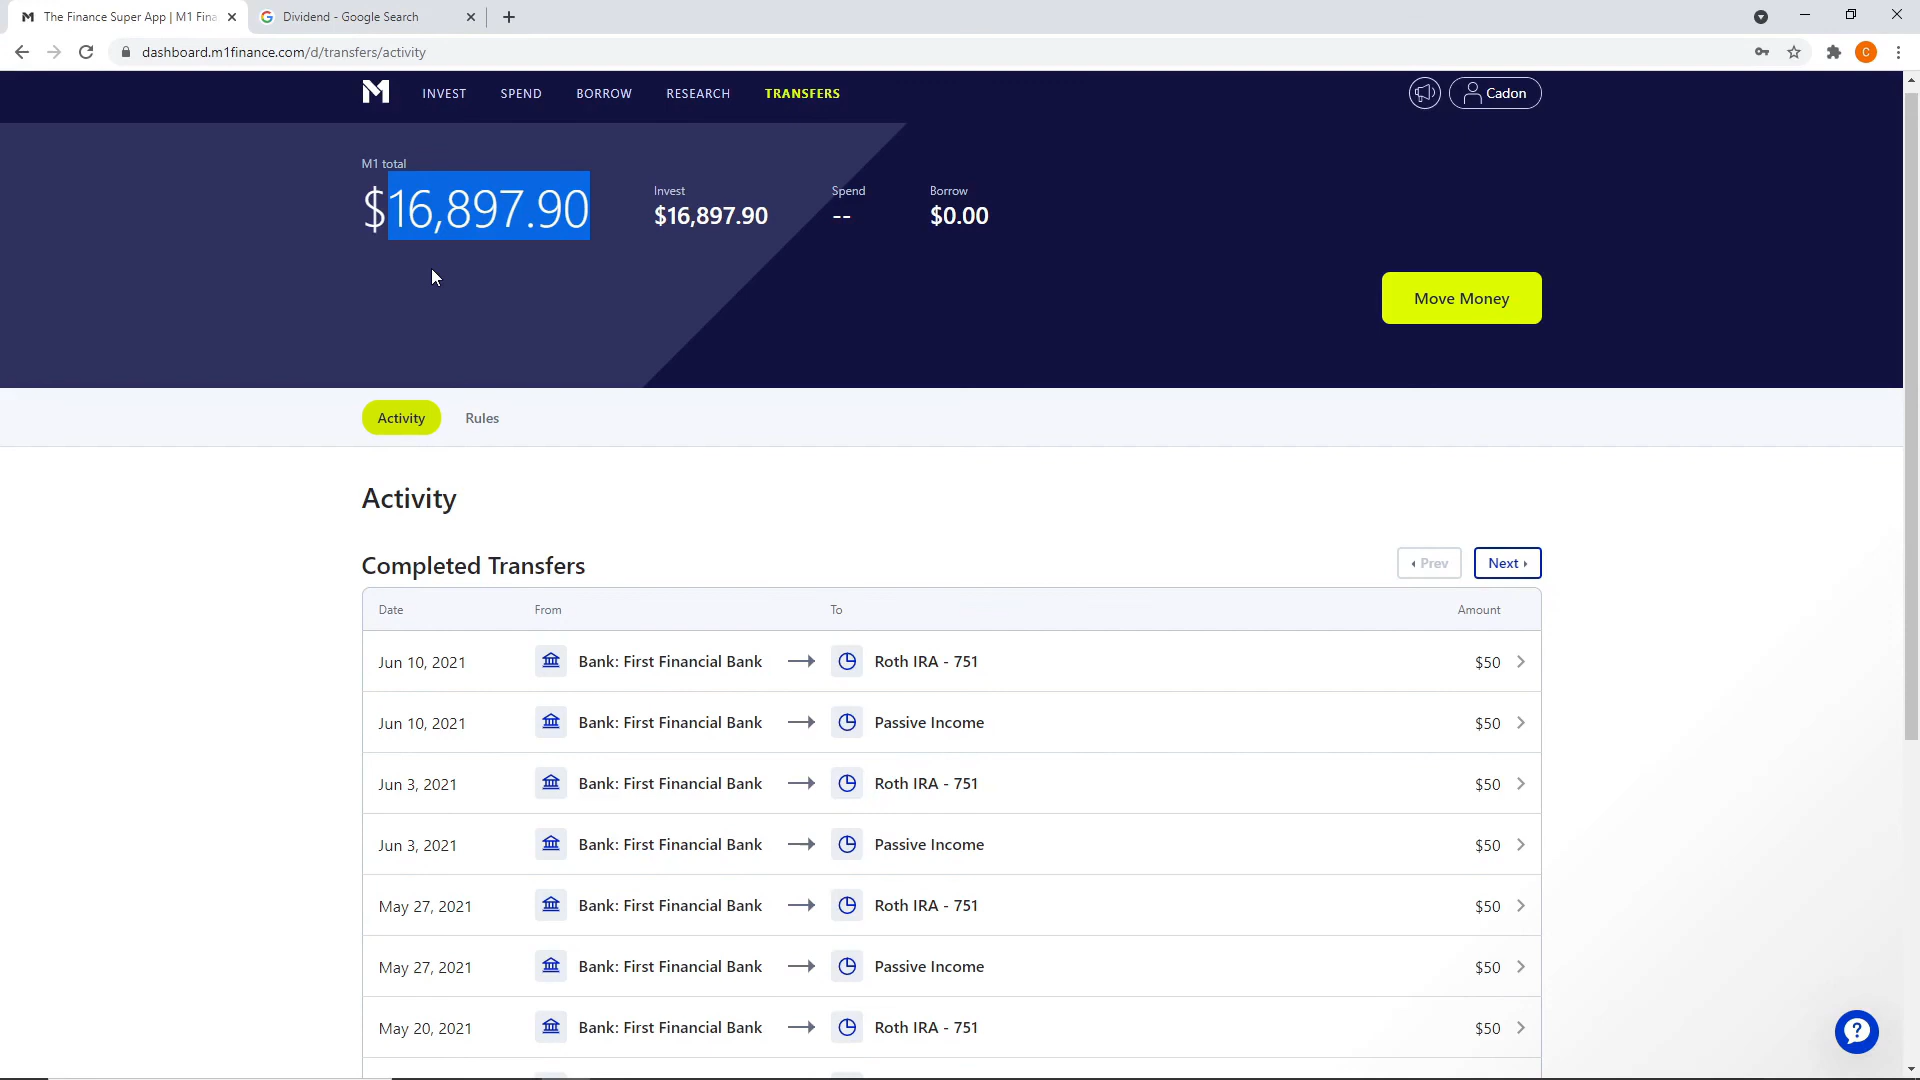 The Finance Super App | M1 Fina
Dividend - Google Search
dashboard.m1finance.com/d/transfers/activity
C
M INVEST SPEND BORROW RESEARCH TRANSFERS Cadon
M1 total
$16,897.90
Invest Spend Borrow
$16,897.90 -- $0.00
Move Money
Activity Rules
Activity
Completed Transfers Prev Next
Date From To Amount
Jun 10, 2021 Bank: First Financial Bank Roth IRA - 751 $50
Jun 10, 2021 Bank: First Financial Bank Passive Income $50
Jun 3, 2021 Bank: First Financial Bank Roth IRA - 751 $50
Jun 3, 2021 Bank: First Financial Bank Passive Income $50
May 27, 2021 Bank: First Financial Bank Roth IRA - 751 $50
May 27, 2021 Bank: First Financial Bank Passive Income $50
May 20, 2021 Bank: First Financial Bank Roth IRA - 751 $50
?